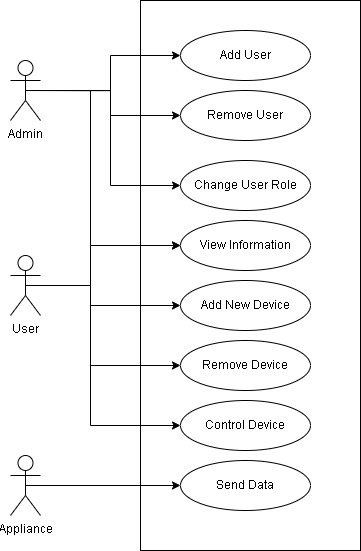 Add User
Admin
Remove User
Change User Role
View Information
User
Add New Device
Remove Device
Control Device
Send Data
Appliance